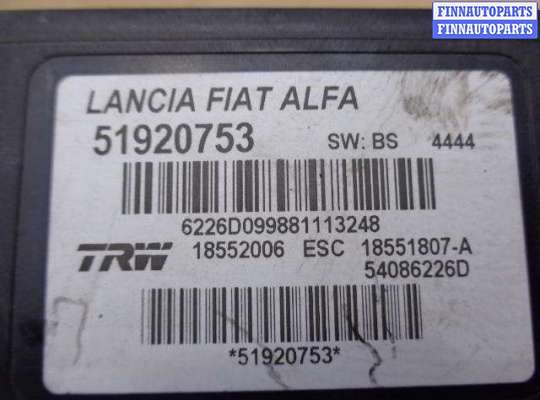 FINNAUTOPARTS
FINNAUTOPARTS
LANCIA FIAT ALFA
51920753 SW: BS 4444
6226D099881113248
TRW 18552006 ESC 18551807-A
54086226D
*51920753*